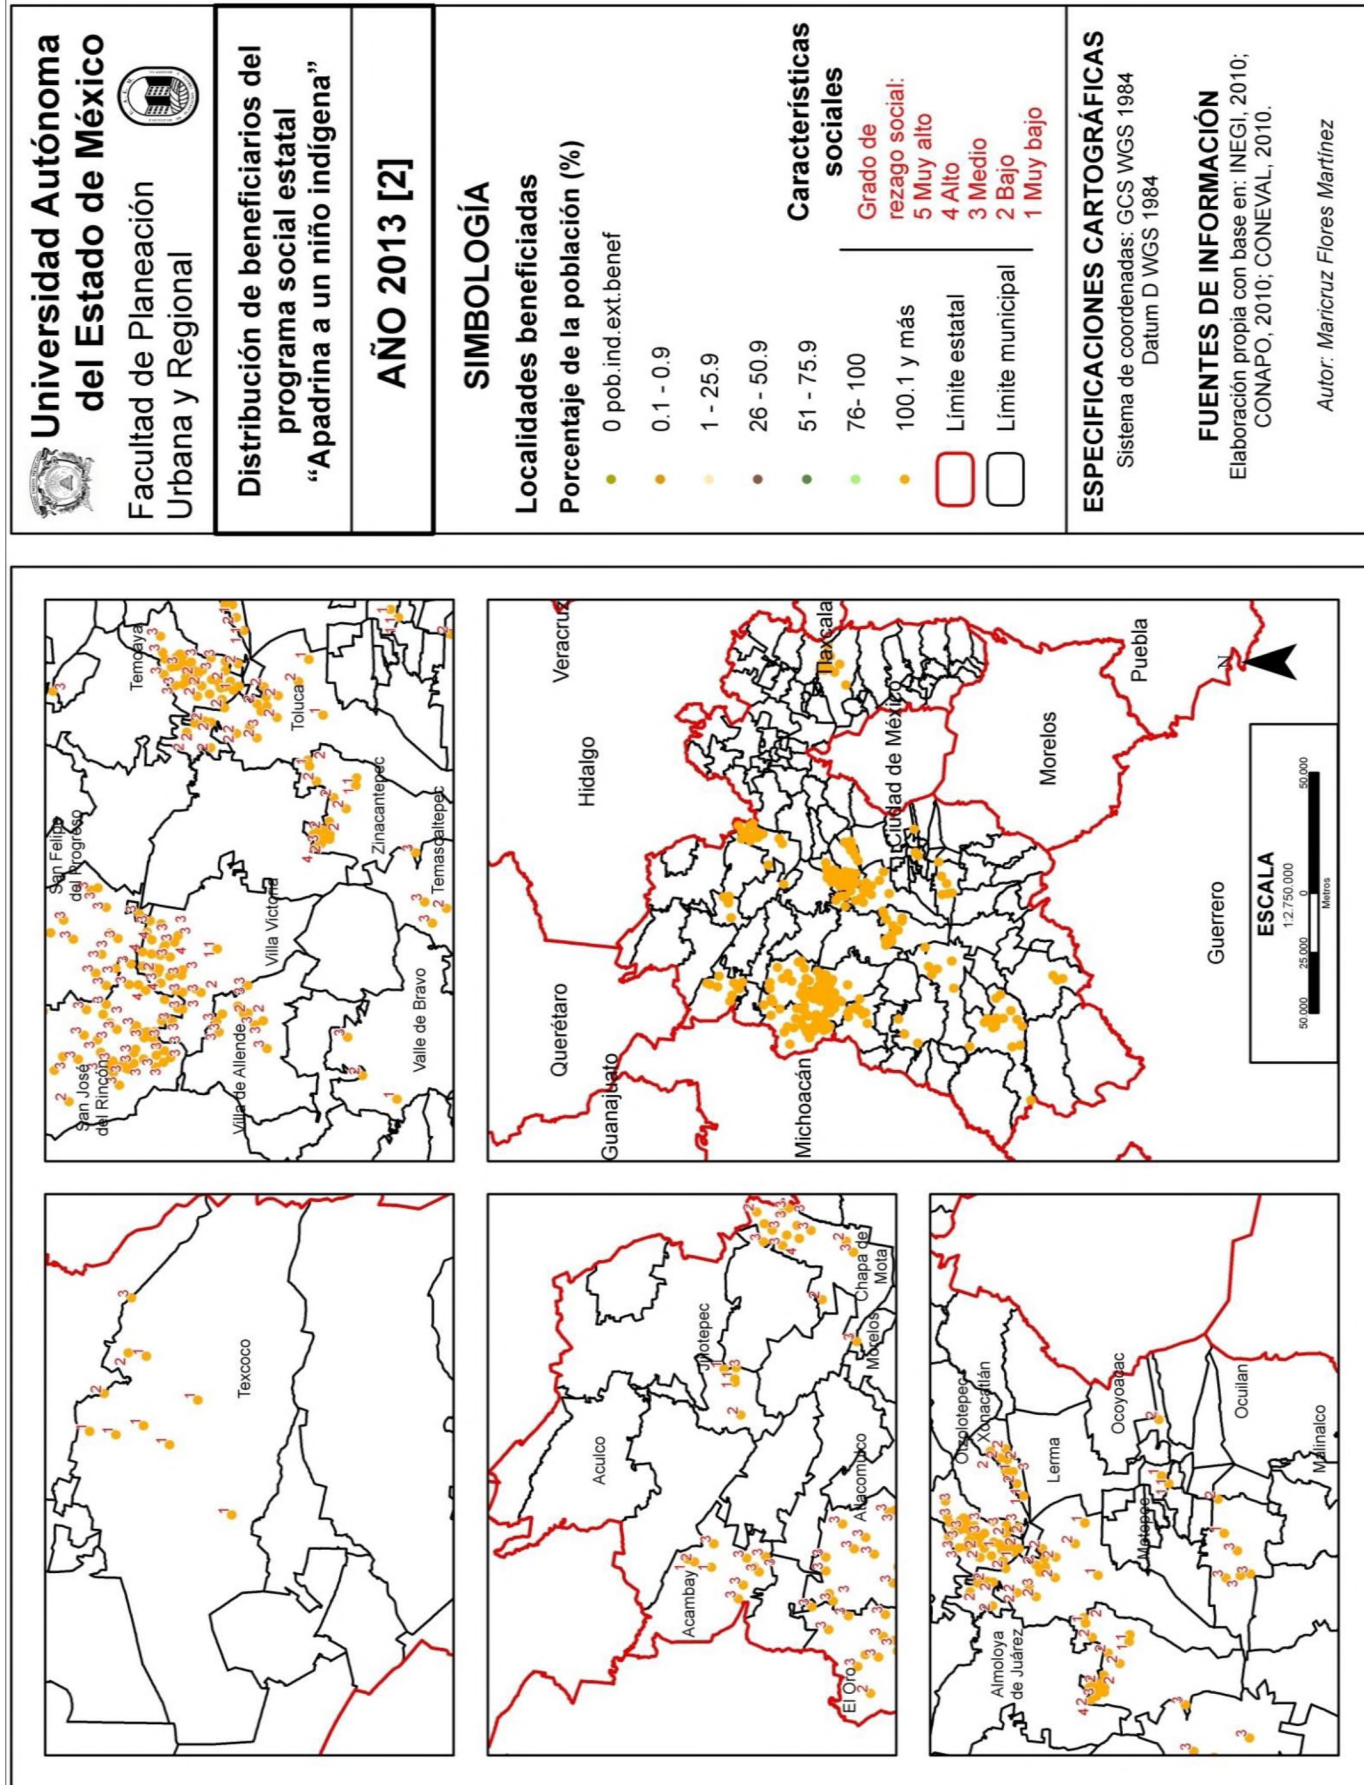 Universidad Autónoma
del Estado de México
Facultad de Planeación
Urbana y Regional
Distribución de beneficiarios del
programa social estatal
“Apadrina a un niño indígena”
AÑO 2013 [2]
SIMBOLOGÍA
Localidades beneficiadas
Porcentaje de la población (%)
0 pob.ind.ext.benef
0.1 - 0.9
1 - 25.9
26 - 50.9
51 - 75.9
76- 100
100.1 y más
Límite estatal
Límite municipal
Características
sociales
Grado de
rezago social:
5 Muy alto
4 Alto
3 Medio
2 Bajo
1 Muy bajo
ESPECIFICACIONES CARTOGRÁFICAS
Sistema de coordenadas: GCS WGS 1984
Datum D WGS 1984
FUENTES DE INFORMACIÓN
Elaboración propia con base en: INEGI, 2010;
CONAPO, 2010; CONEVAL, 2010.
Autor: Maricruz Flores Martínez
Texcoco
San José
del Rincón
San Felipe
del Progreso
Temoaya
Villa de Allende
Villa Victoria
Toluca
Zinacantepec
Valle de Bravo
Temascaltepec
Aculco
Acambay
Jilotepec
El Oro
Atlacomulco
Morelos
Chapa de
Mota
Querétaro
Guanajuato
Hidalgo
Veracruz
Michoacán
Tlaxcala
Ciudad de México
Morelos
Puebla
Guerrero
N
ESCALA
1:2.750.000
50.000 25.000 0 50.000
Metros
Otzolotepec
Xonacatlán
Almoloya
de Juárez
Lerma
Ocoyoacac
Metepec
Ocuilan
Malinalco